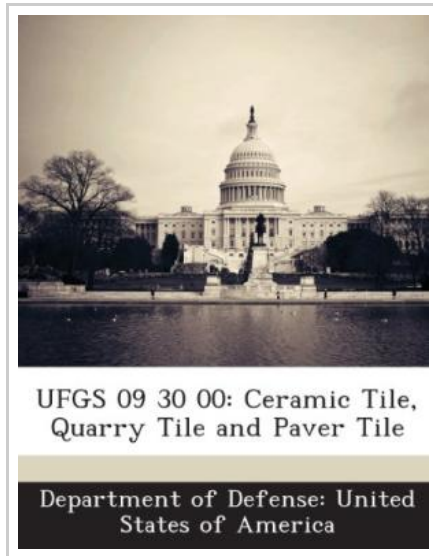 UFGS 09 30 00: Ceramic Tile,
Quarry Tile and Paver Tile
Department of Defense: United
States of America